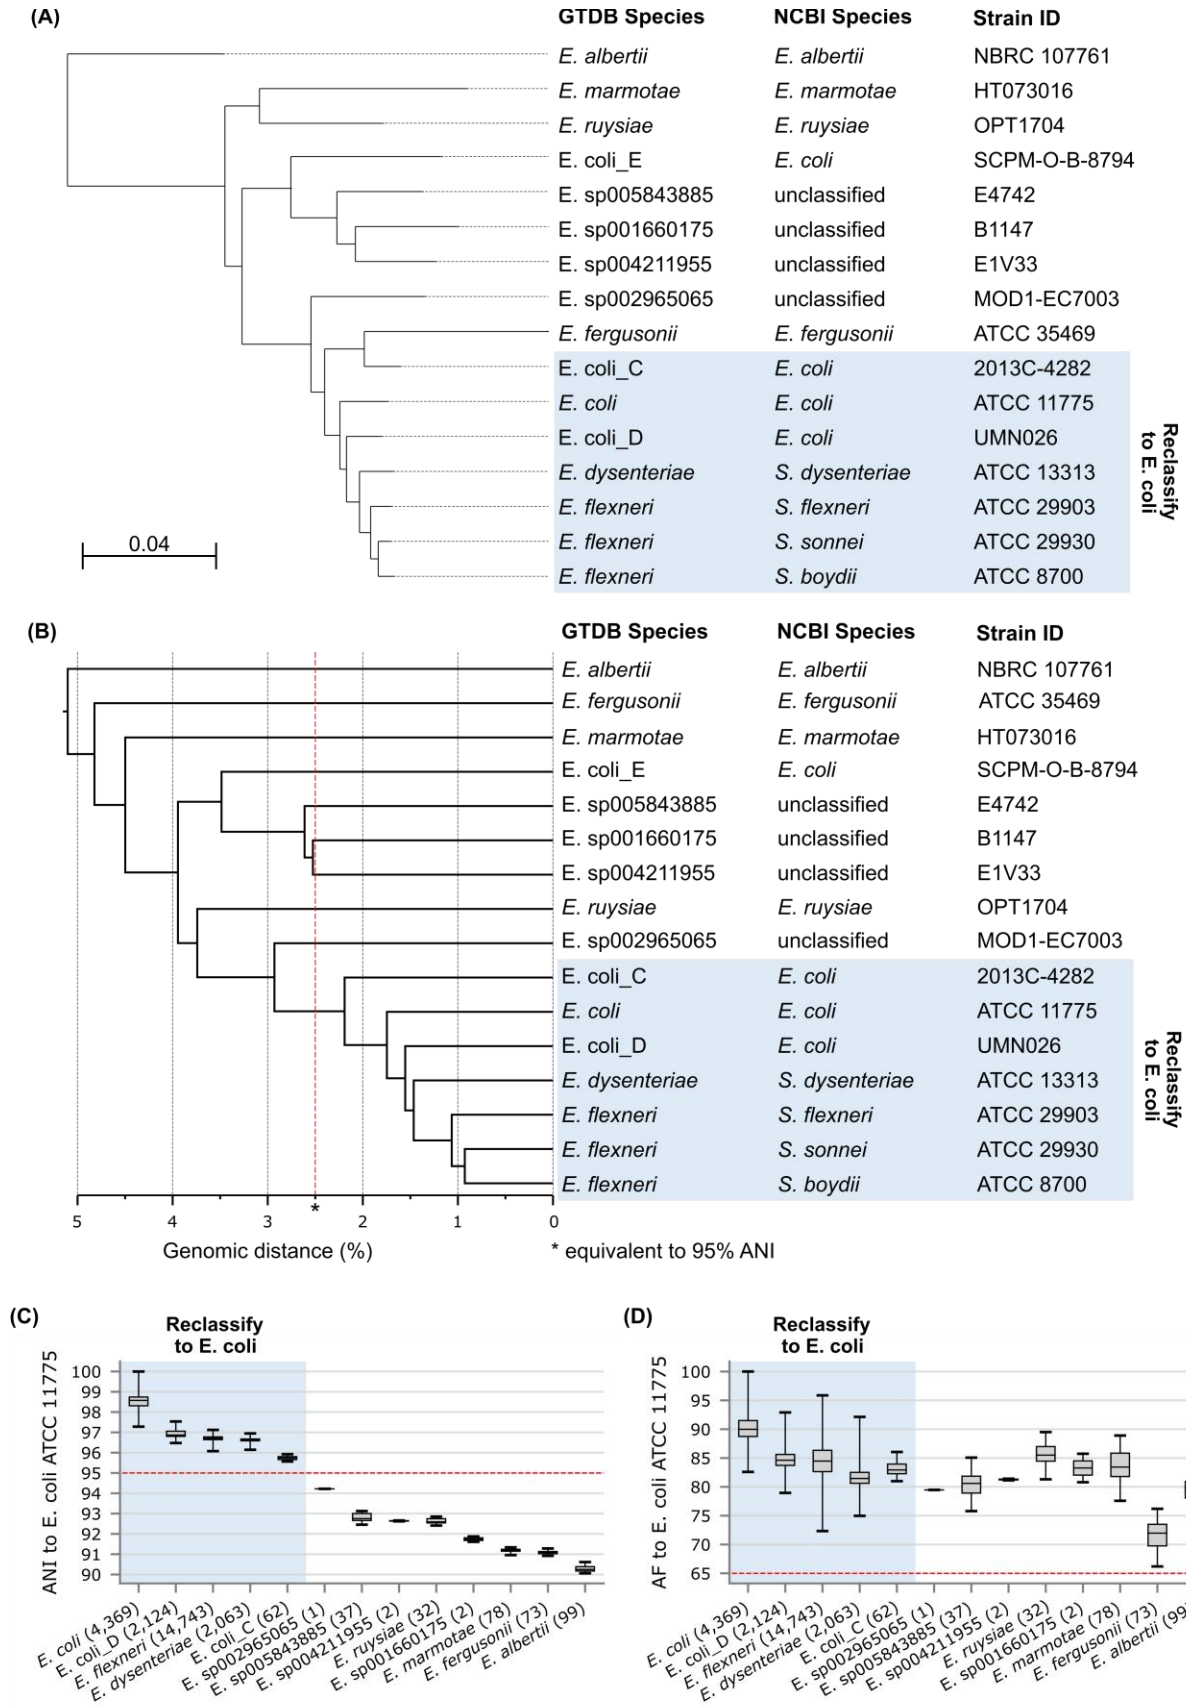 (A)
GTDB Species NCBI Species Strain ID
E. albertii E. albertii NBRC 107761
E. marmotae E. marmotae HT073016
E. ruysiae E. ruysiae OPT1704
E. coli_E E. coli SCPM-O-B-8794
E. sp005843885 unclassified E4742
E. sp001660175 unclassified B1147
E. sp004211955 unclassified E1V33
E. sp002965065 unclassified MOD1-EC7003
E. fergusonii E. fergusonii ATCC 35469
E. coli_C E. coli 2013C-4282
E. coli E. coli ATCC 11775
E. coli_D E. coli UMN026
E. dysenteriae S. dysenteriae ATCC 13313
E. flexneri S. flexneri ATCC 29903
E. flexneri S. sonnei ATCC 29930
E. flexneri S. boydii ATCC 8700
Reclassify
to E. coli
0.04
(B)
GTDB Species NCBI Species Strain ID
E. albertii E. albertii NBRC 107761
E. fergusonii E. fergusonii ATCC 35469
E. marmotae E. marmotae HT073016
E. coli_E E. coli SCPM-O-B-8794
E. sp005843885 unclassified E4742
E. sp001660175 unclassified B1147
E. sp004211955 unclassified E1V33
E. ruysiae E. ruysiae OPT1704
E. sp002965065 unclassified MOD1-EC7003
E. coli_C E. coli 2013C-4282
E. coli E. coli ATCC 11775
E. coli_D E. coli UMN026
E. dysenteriae S. dysenteriae ATCC 13313
E. flexneri S. flexneri ATCC 29903
E. flexneri S. sonnei ATCC 29930
E. flexneri S. boydii ATCC 8700
Reclassify
to E. coli
5 4 3 * 2 1 0
Genomic distance (%)
* equivalent to 95% ANI
(C)
Reclassify
to E. coli
ANI to E. coli ATCC 11775
100
99
98
97
96
95
94
93
92
91
90
E. coli (4,369)
E. coli_D (2,124)
E. flexneri (14,743)
E. dysenteriae (2,063)
E. coli_C (62)
E. sp002965065 (1)
E. sp005843885 (37)
E. sp004211955 (2)
E. ruysiae (32)
E. sp001660175 (2)
E. marmotae (78)
E. fergusonii (73)
E. albertii (99)
(D)
Reclassify
to E. coli
AF to E. coli ATCC 11775
100
95
90
85
80
75
70
65
E. coli (4,369)
E. coli_D (2,124)
E. flexneri (14,743)
E. dysenteriae (2,063)
E. coli_C (62)
E. sp002965065 (1)
E. sp005843885 (37)
E. sp004211955 (2)
E. ruysiae (32)
E. sp001660175 (2)
E. marmotae (78)
E. fergusonii (73)
E. albertii (99